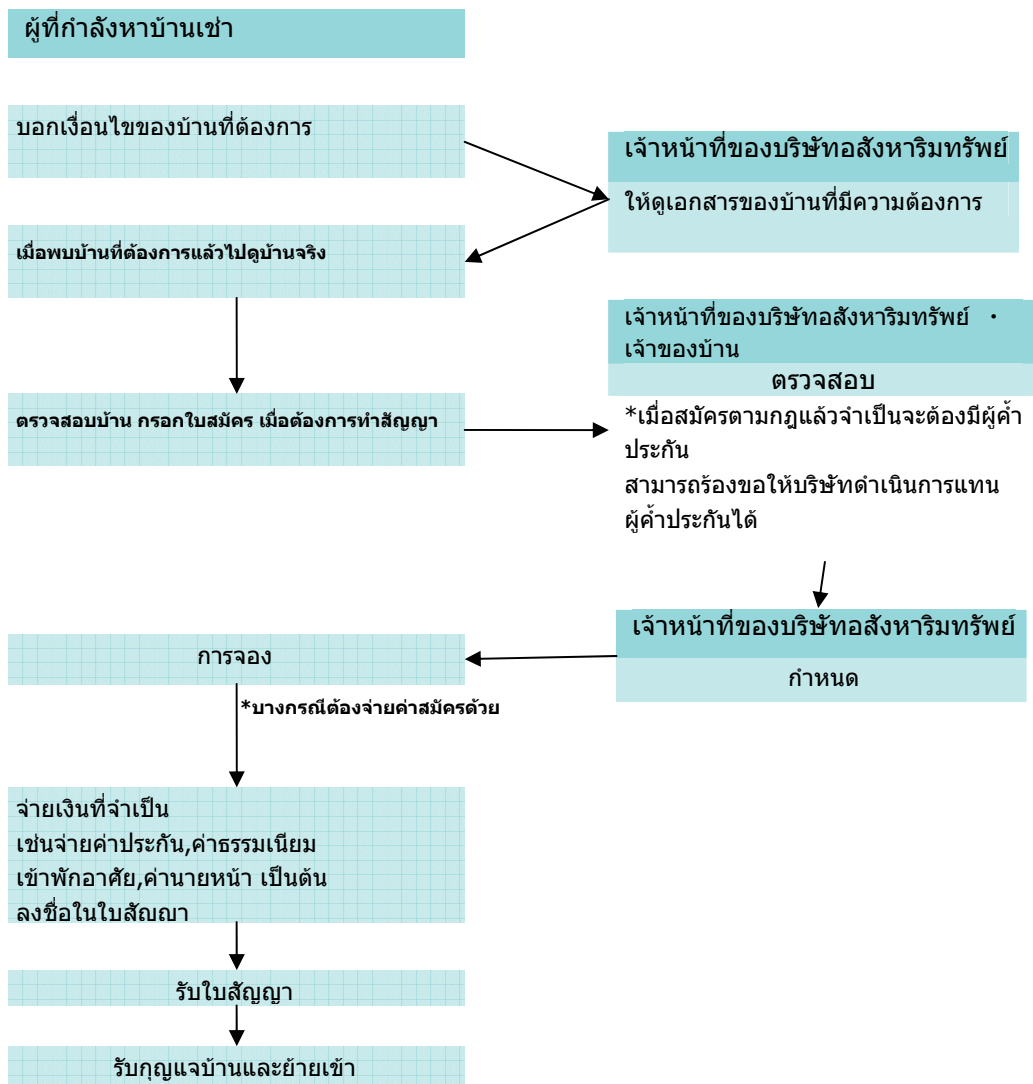 ผู้ที่กำลังหาบ้านเช่า
บอกเงื่อนไขของบ้านที่ต้องการ
เจ้าหน้าที่ของบริษัทอสังหาริมทรัพย์
ให้ดูเอกสารของบ้านที่มีความต้องการ
เมื่อพบบ้านที่ต้องการแล้วไปดูบ้านจริง
เจ้าหน้าที่ของบริษัทอสังหาริมทรัพย์ ・
เจ้าของบ้าน
ตรวจสอบ
ตรวจสอบบ้าน กรอกใบสมัคร เมื่อต้องการทำสัญญา
*เมื่อสมัครตามกฎแล้วจำเป็นจะต้องมีผู้ค้ำ
ประกัน
สามารถร้องขอให้บริษัทดำเนินการแทน
ผู้ค้ำประกันได้
เจ้าหน้าที่ของบริษัทอสังหาริมทรัพย์
กำหนด
การจอง
*บางกรณีต้องจ่ายค่าสมัครด้วย
จ่ายเงินที่จำเป็น
เช่นจ่ายค่าประกัน,ค่าธรรมเนียม
เข้าพักอาศัย,ค่านายหน้า เป็นต้น
ลงชื่อในใบสัญญา
รับใบสัญญา
รับกุญแจบ้านและย้ายเข้า